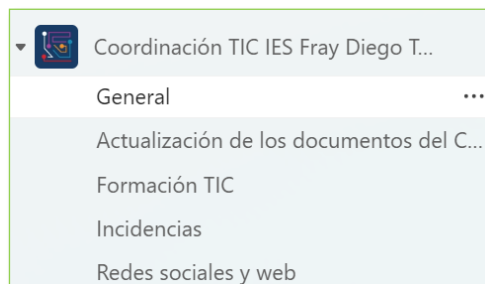 Coordinación TIC IES Fray Diego T...
General
Actualización de los documentos del C...
Formación TIC
Incidencias
Redes sociales y web